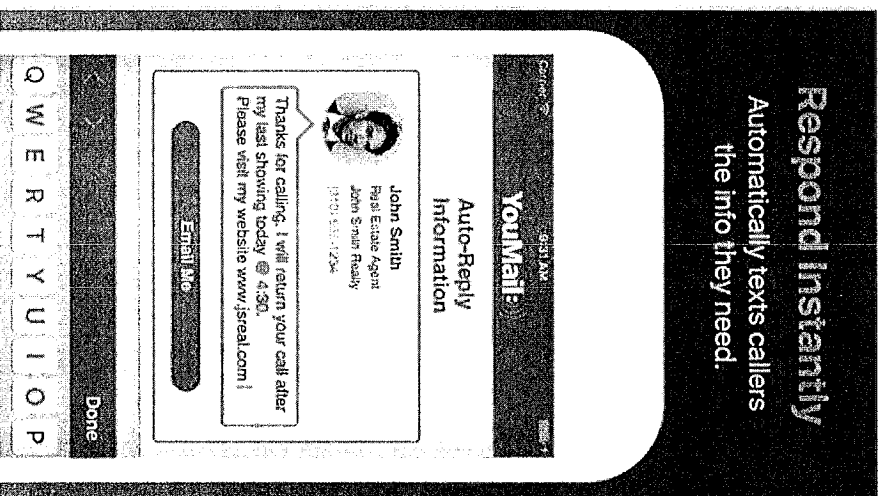 Respond Instantly
Automatically texts callers
the info they need.
Carrier
YouMail
Auto-Reply
Information
John Smith
Real Estate Agent
John Smith Realty
Thanks for calling. I will return your call after
my last showing today @ 4:30.
Please visit my website www.jsreal.com
Email Me
Done
Q W E R T Y U I O P